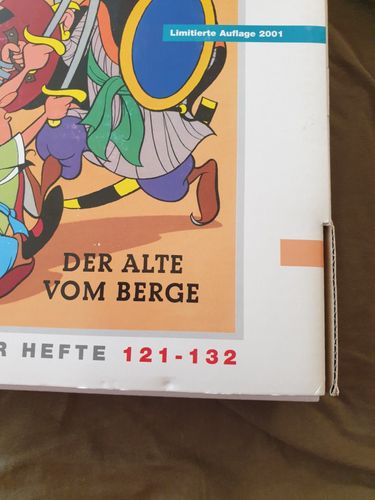 Limitierte Auflage 2001
DER ALTE
VOM BERGE
R HEFTE 121-132